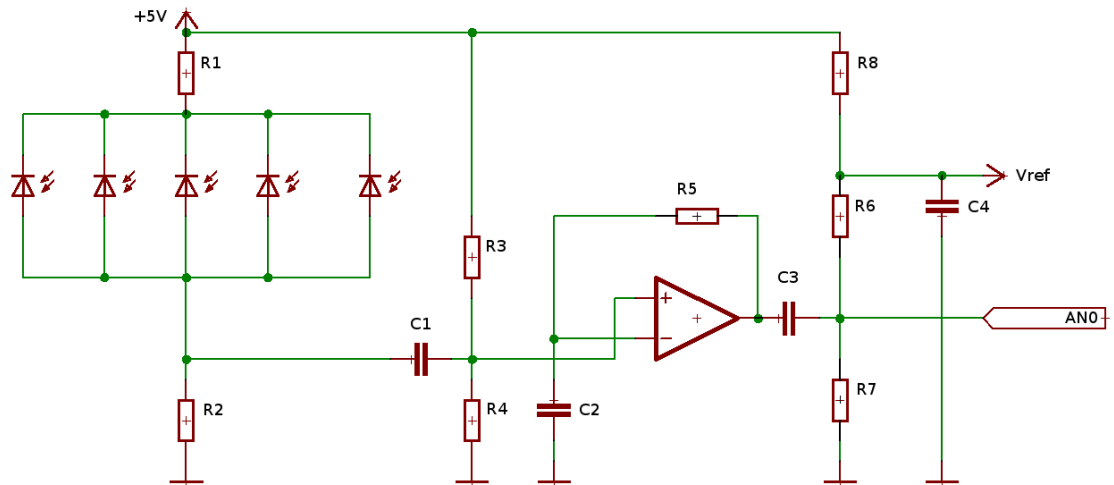 +5V
R1
R8
Vref
R5
R6
C4
R3
C3
C1
+
AN0
−
R2
R4
C2
R7